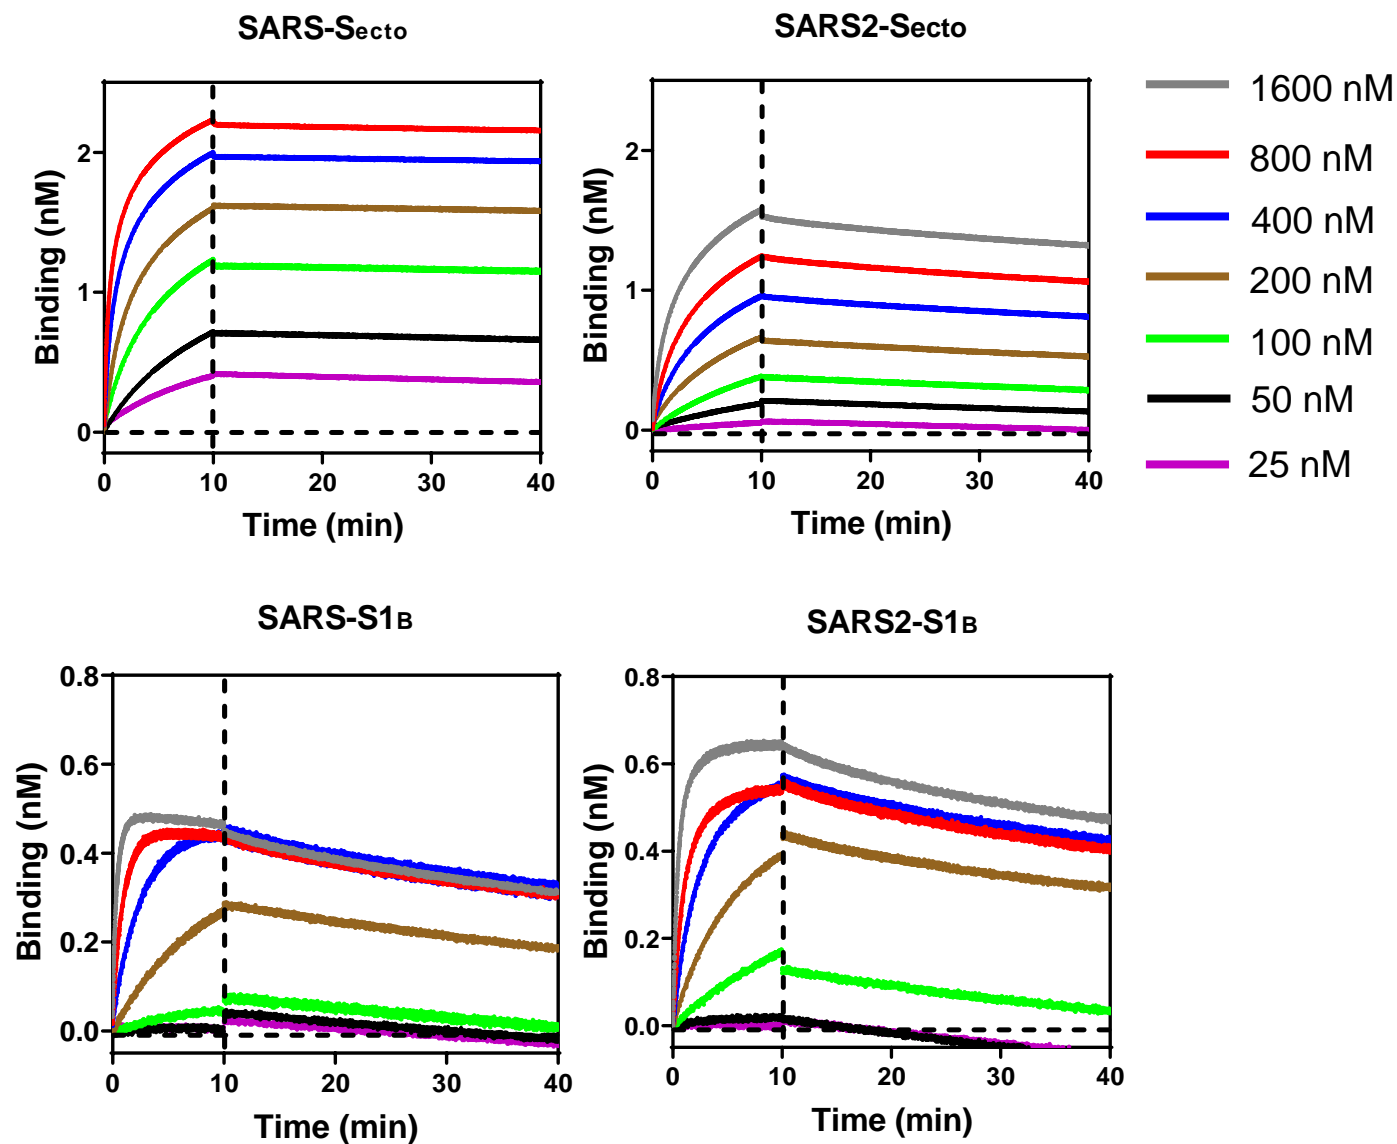 SARS-Secto
SARS2-Secto
2
1
0
Binding (nM)
0 10 20 30 40
Time (min)
2
1
0
Binding (nM)
0 10 20 30 40
Time (min)
1600 nM
800 nM
400 nM
200 nM
100 nM
50 nM
25 nM
SARS-S1B
SARS2-S1B
0.8
0.6
0.4
0.2
0.0
Binding (nM)
0 10 20 30 40
Time (min)
0.8
0.6
0.4
0.2
0.0
Binding (nM)
0 10 20 30 40
Time (min)